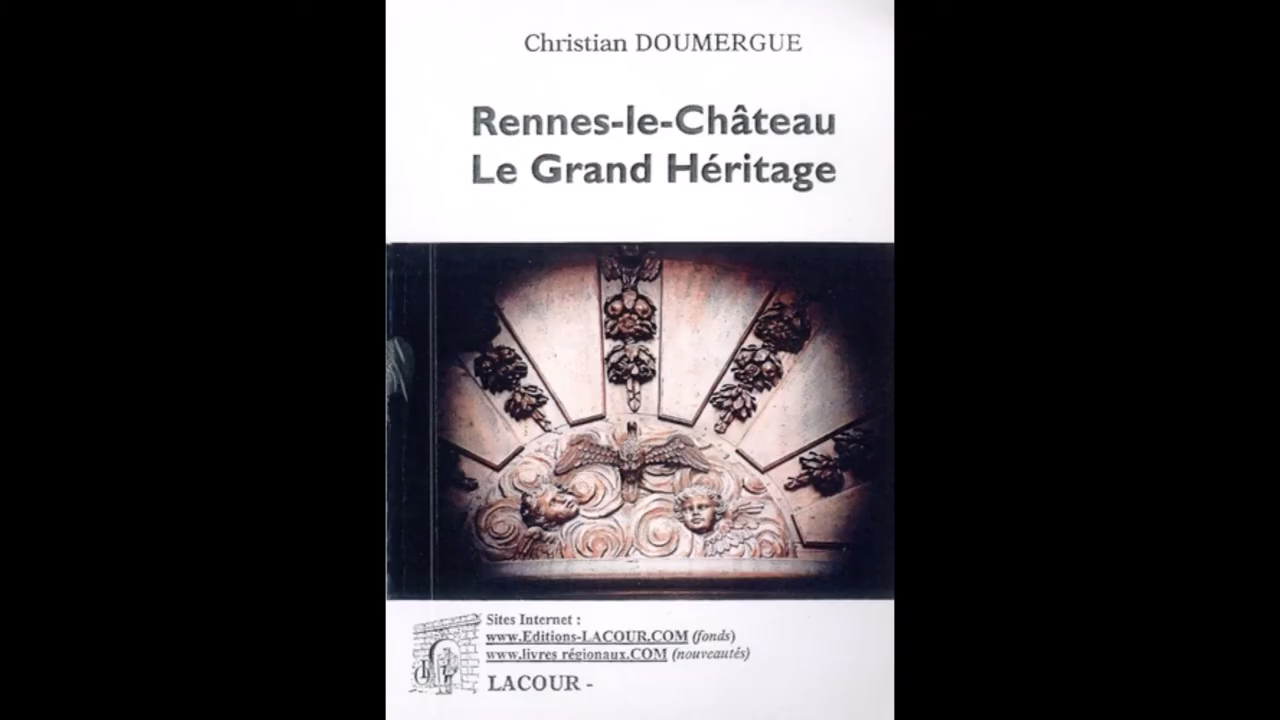 Christian DOUMERGUE
Rennes-le-Château
Le Grand Héritage
Sites Internet :
www.Editions-LACOUR.COM (fonds)
www.livres régionaux.COM (nouveautés)
LACOUR -